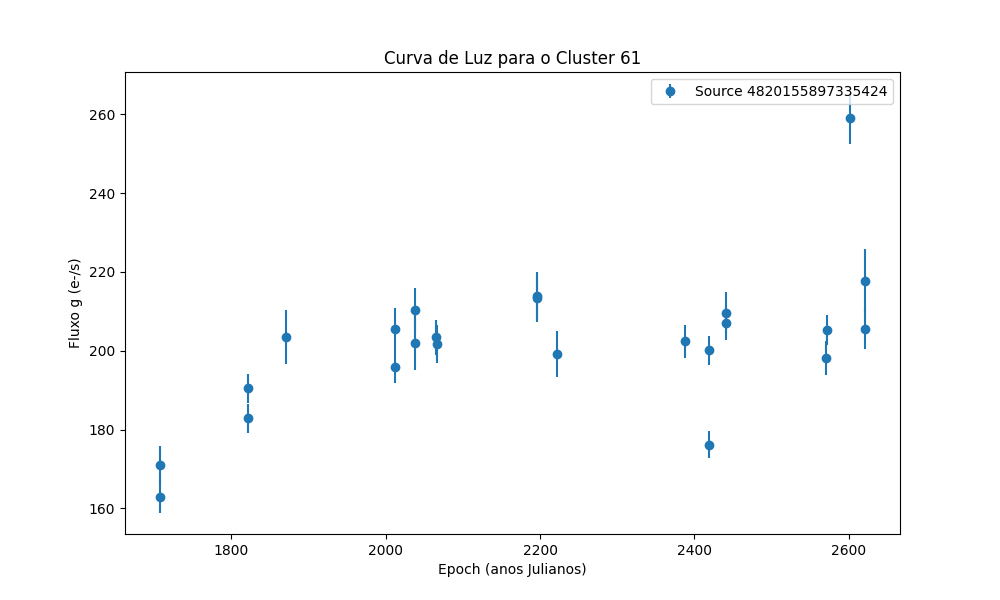 Curva de Luz para o Cluster 61
Source 4820155897335424
Fluxo g (e-/s)
260
240
220
200
180
160
1800
2000
2200
2400
2600
Epoch (anos Julianos)